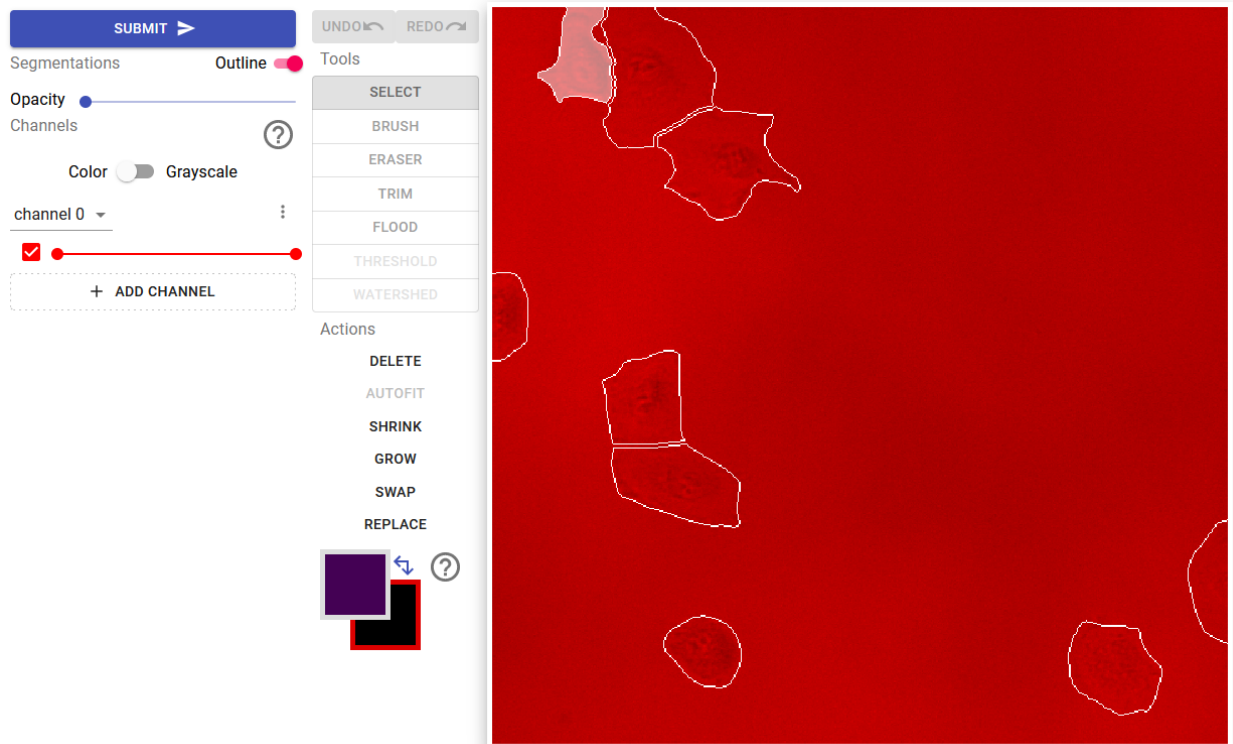 SUBMIT
Segmentations Outline
Opacity
Channels
?
Color Grayscale
channel 0
+ ADD CHANNEL
UNDO REDO
Tools
SELECT
BRUSH
ERASER
TRIM
FLOOD
THRESHOLD
WATERSHED
Actions
DELETE
AUTOFIT
SHRINK
GROW
SWAP
REPLACE
?